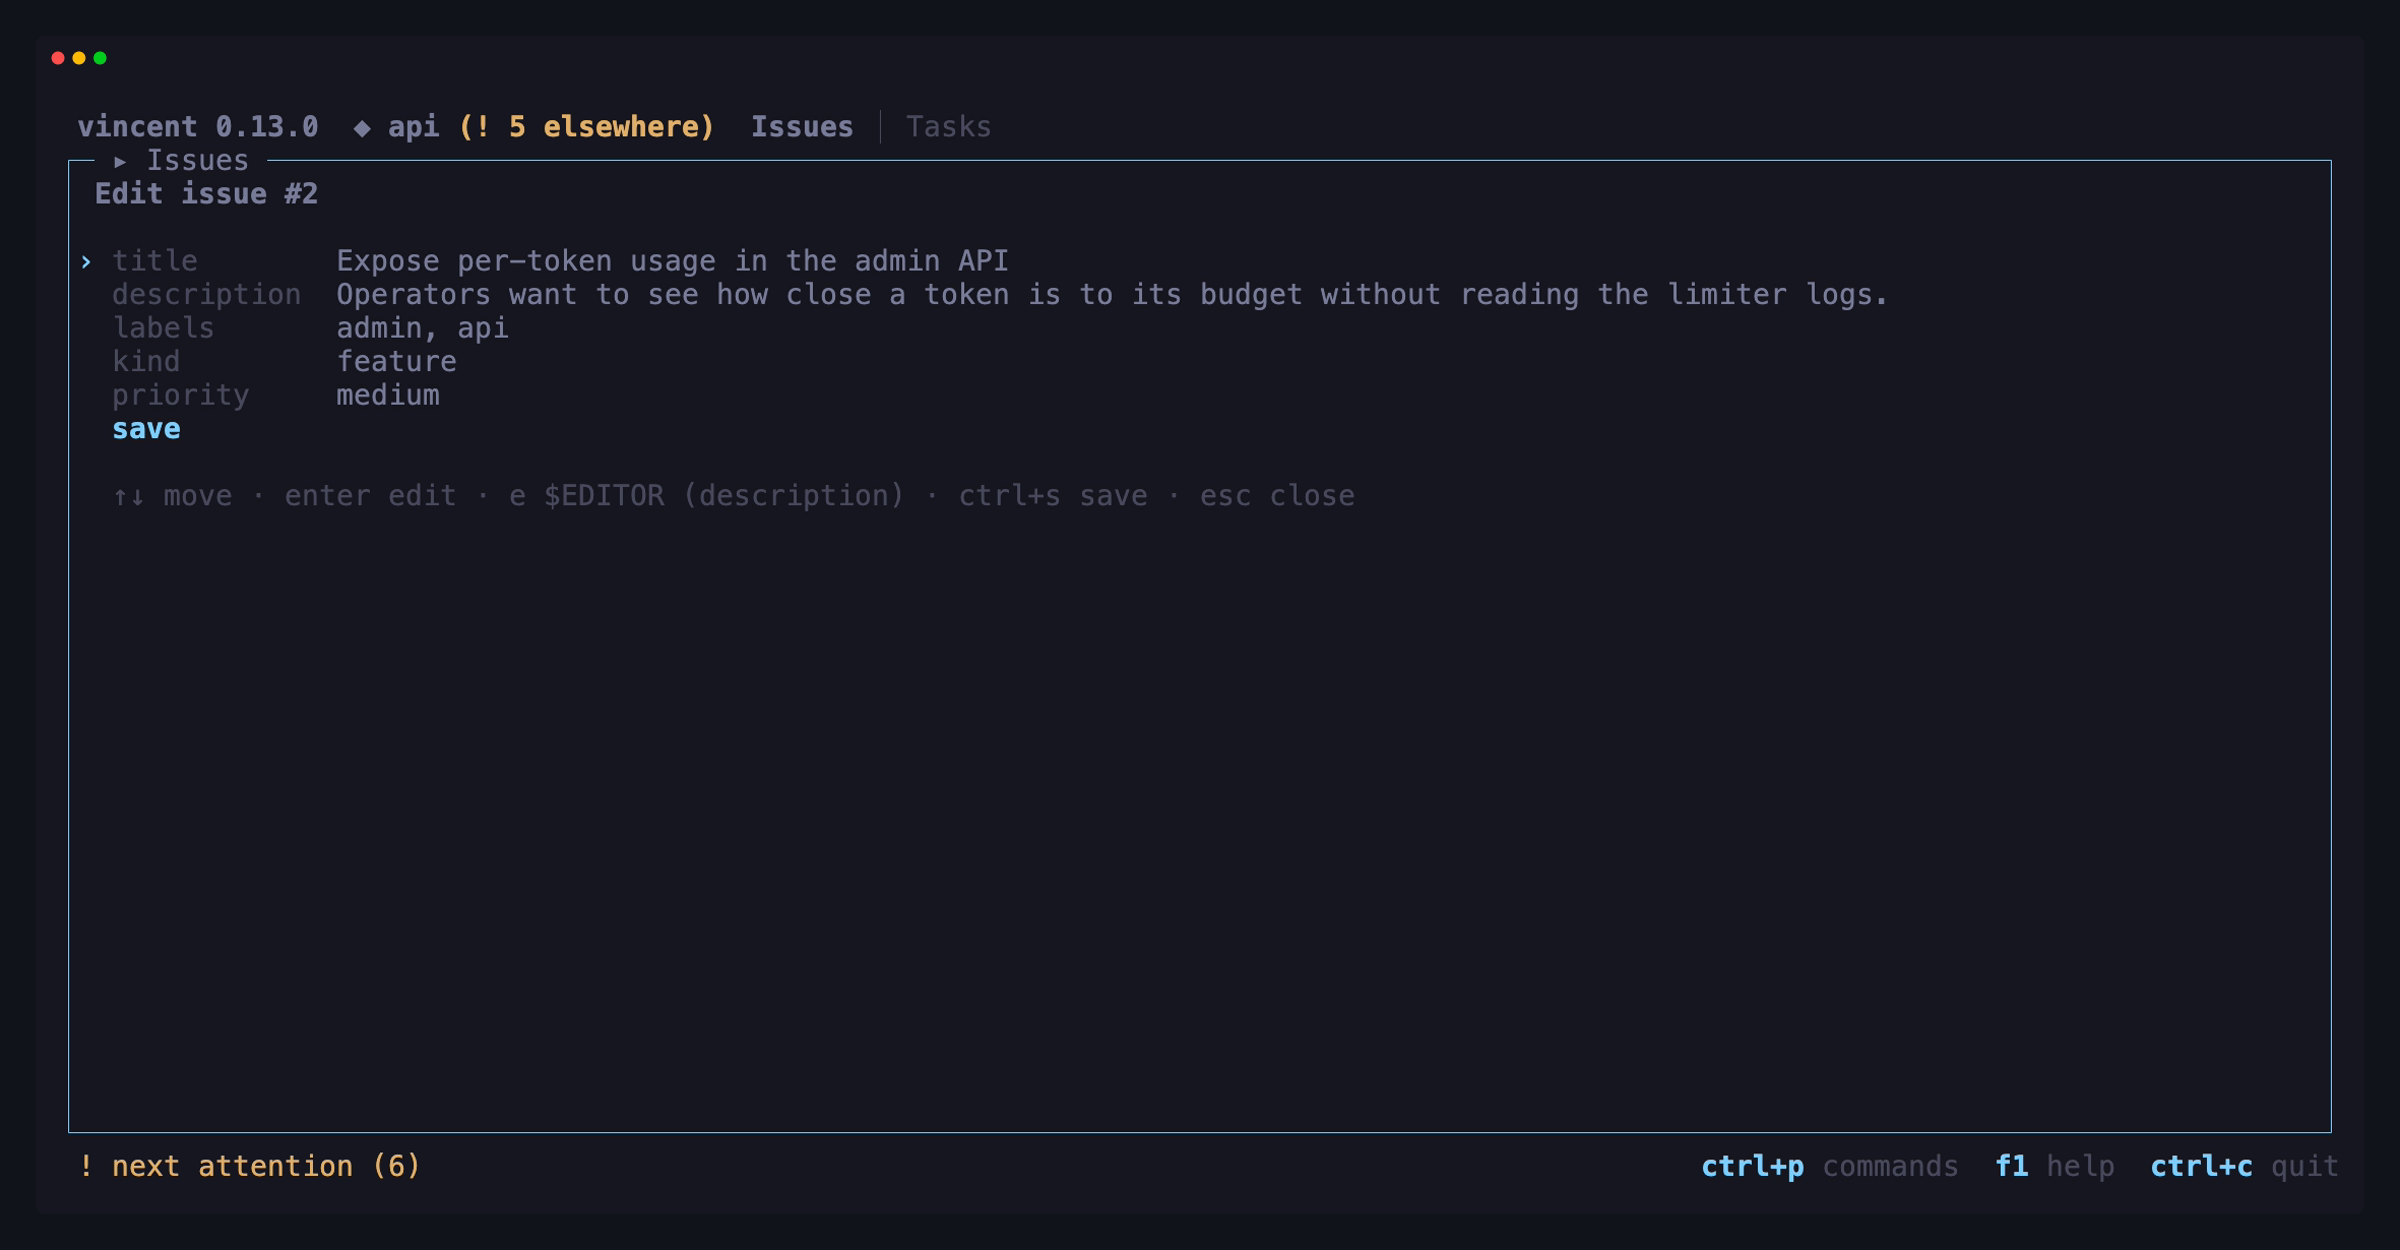 vincent 0.13.0 ◆ api (! 5 elsewhere) Issues │ Tasks
▸ Issues
Edit issue #2
› title Expose per-token usage in the admin API
description Operators want to see how close a token is to its budget without reading the limiter logs.
labels admin, api
kind feature
priority medium
save
↑↓ move · enter edit · e $EDITOR (description) · ctrl+s save · esc close
! next attention (6) ctrl+p commands f1 help ctrl+c quit